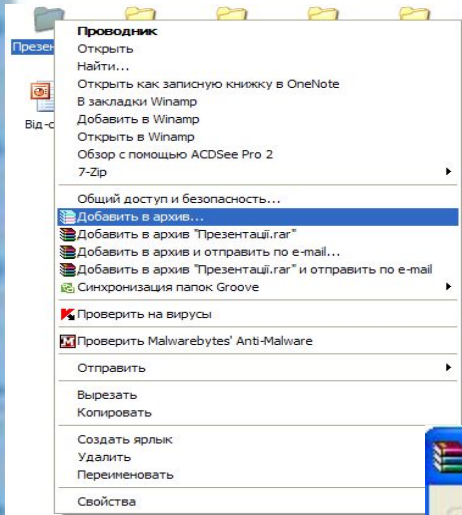 Презен
Від-с
Проводник
Открыть
Найти...
Открыть как записную книжку в OneNote
В закладки Winamp
Добавить в Winamp
Открыть в Winamp
Обзор с помощью ACDSee Pro 2
7-Zip
Общий доступ и безопасность...
Добавить в архив...
Добавить в архив "Презентації.rar"
Добавить в архив и отправить по e-mail...
Добавить в архив "Презентації.rar" и отправить по e-mail
Синхронизация папок Groove
Проверить на вирусы
Проверить Malwarebytes' Anti-Malware
Отправить
Вырезать
Копировать
Создать ярлык
Удалить
Переименовать
Свойства